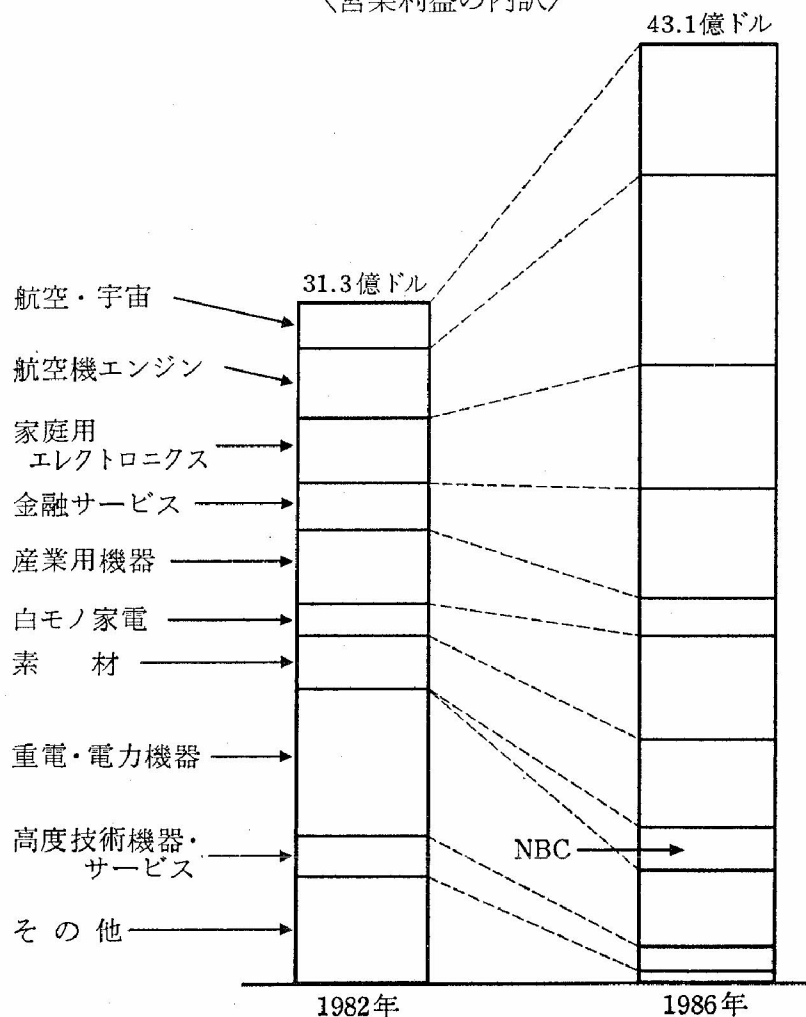 〈営業利益の内訳〉
43.1億ドル
31.3億ドル
航空・宇宙
航空機エンジン
家庭用
エレクトロニクス
金融サービス
産業用機器
白モノ家電
素材
重電・電力機器
高度技術機器・
サービス
その他
NBC
1982年
1986年